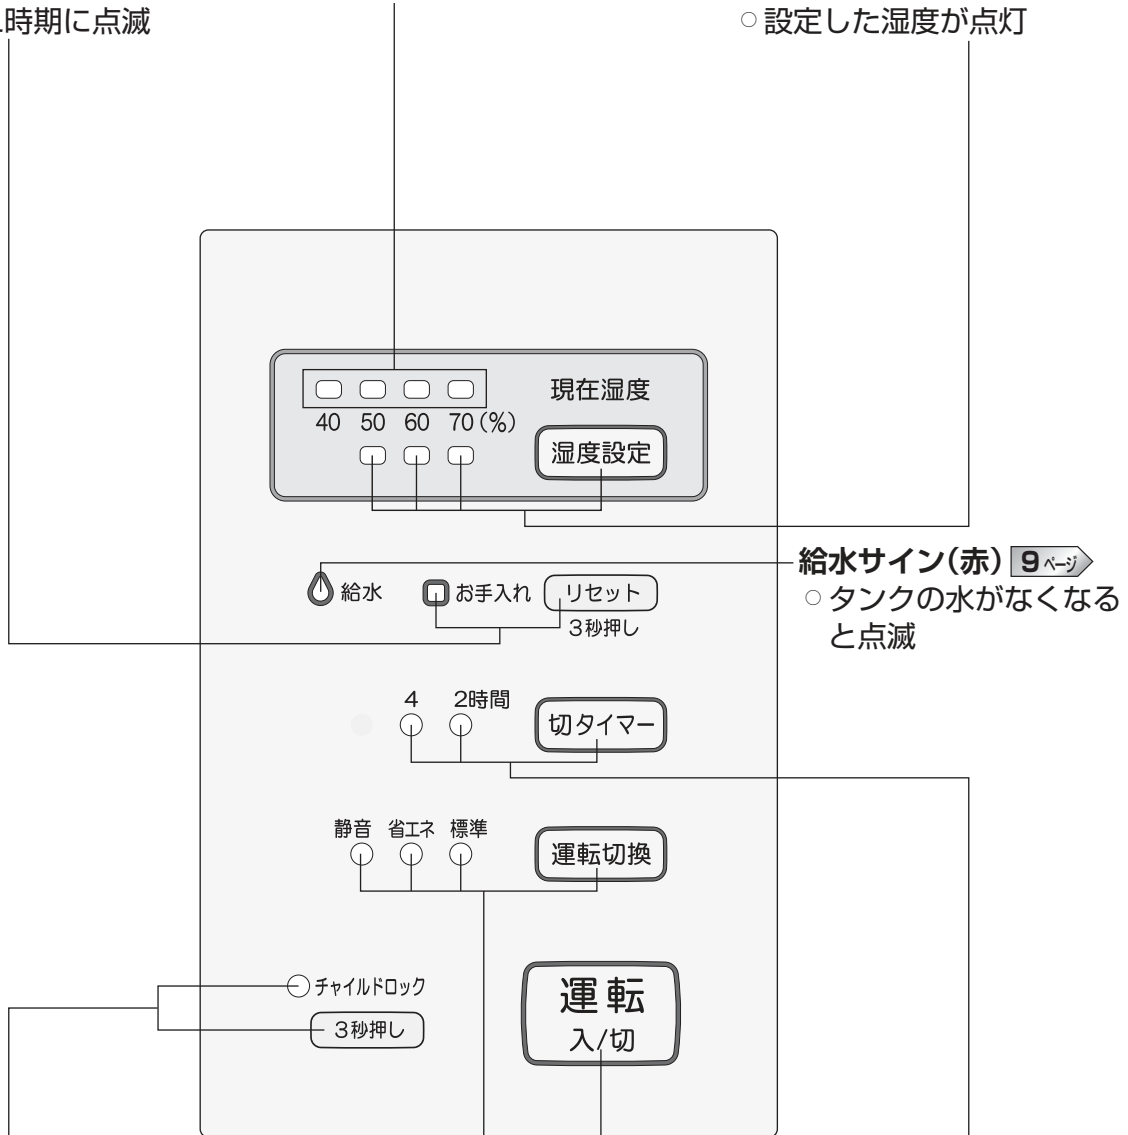 時期に点滅
○設定した湿度が点灯
現在湿度
40 50 60 70(%)
湿度設定
給水サイン(赤) 9ページ
○タンクの水がなくなる
と点滅
給水 お手入れ リセット
3秒押し
4 2時間 切タイマー
静音 省エネ 標準
運転切換
チャイルドロック
3秒押し
運転
入/切